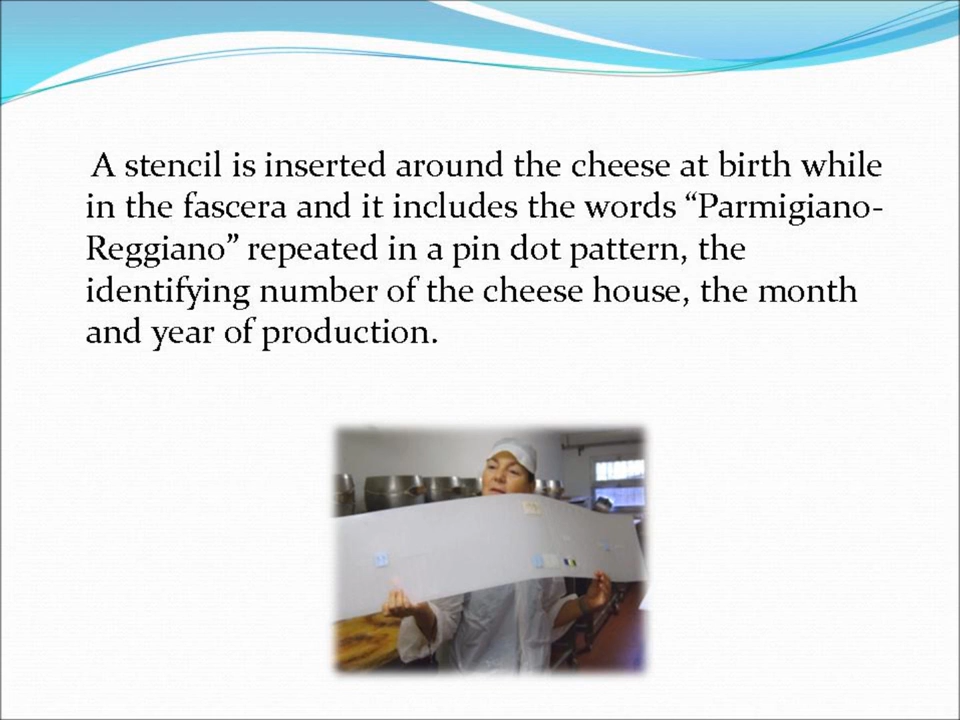 A stencil is inserted around the cheese at birth while
in the fascera and it includes the words “Parmigiano-
Reggiano” repeated in a pin dot pattern, the
identifying number of the cheese house, the month
and year of production.